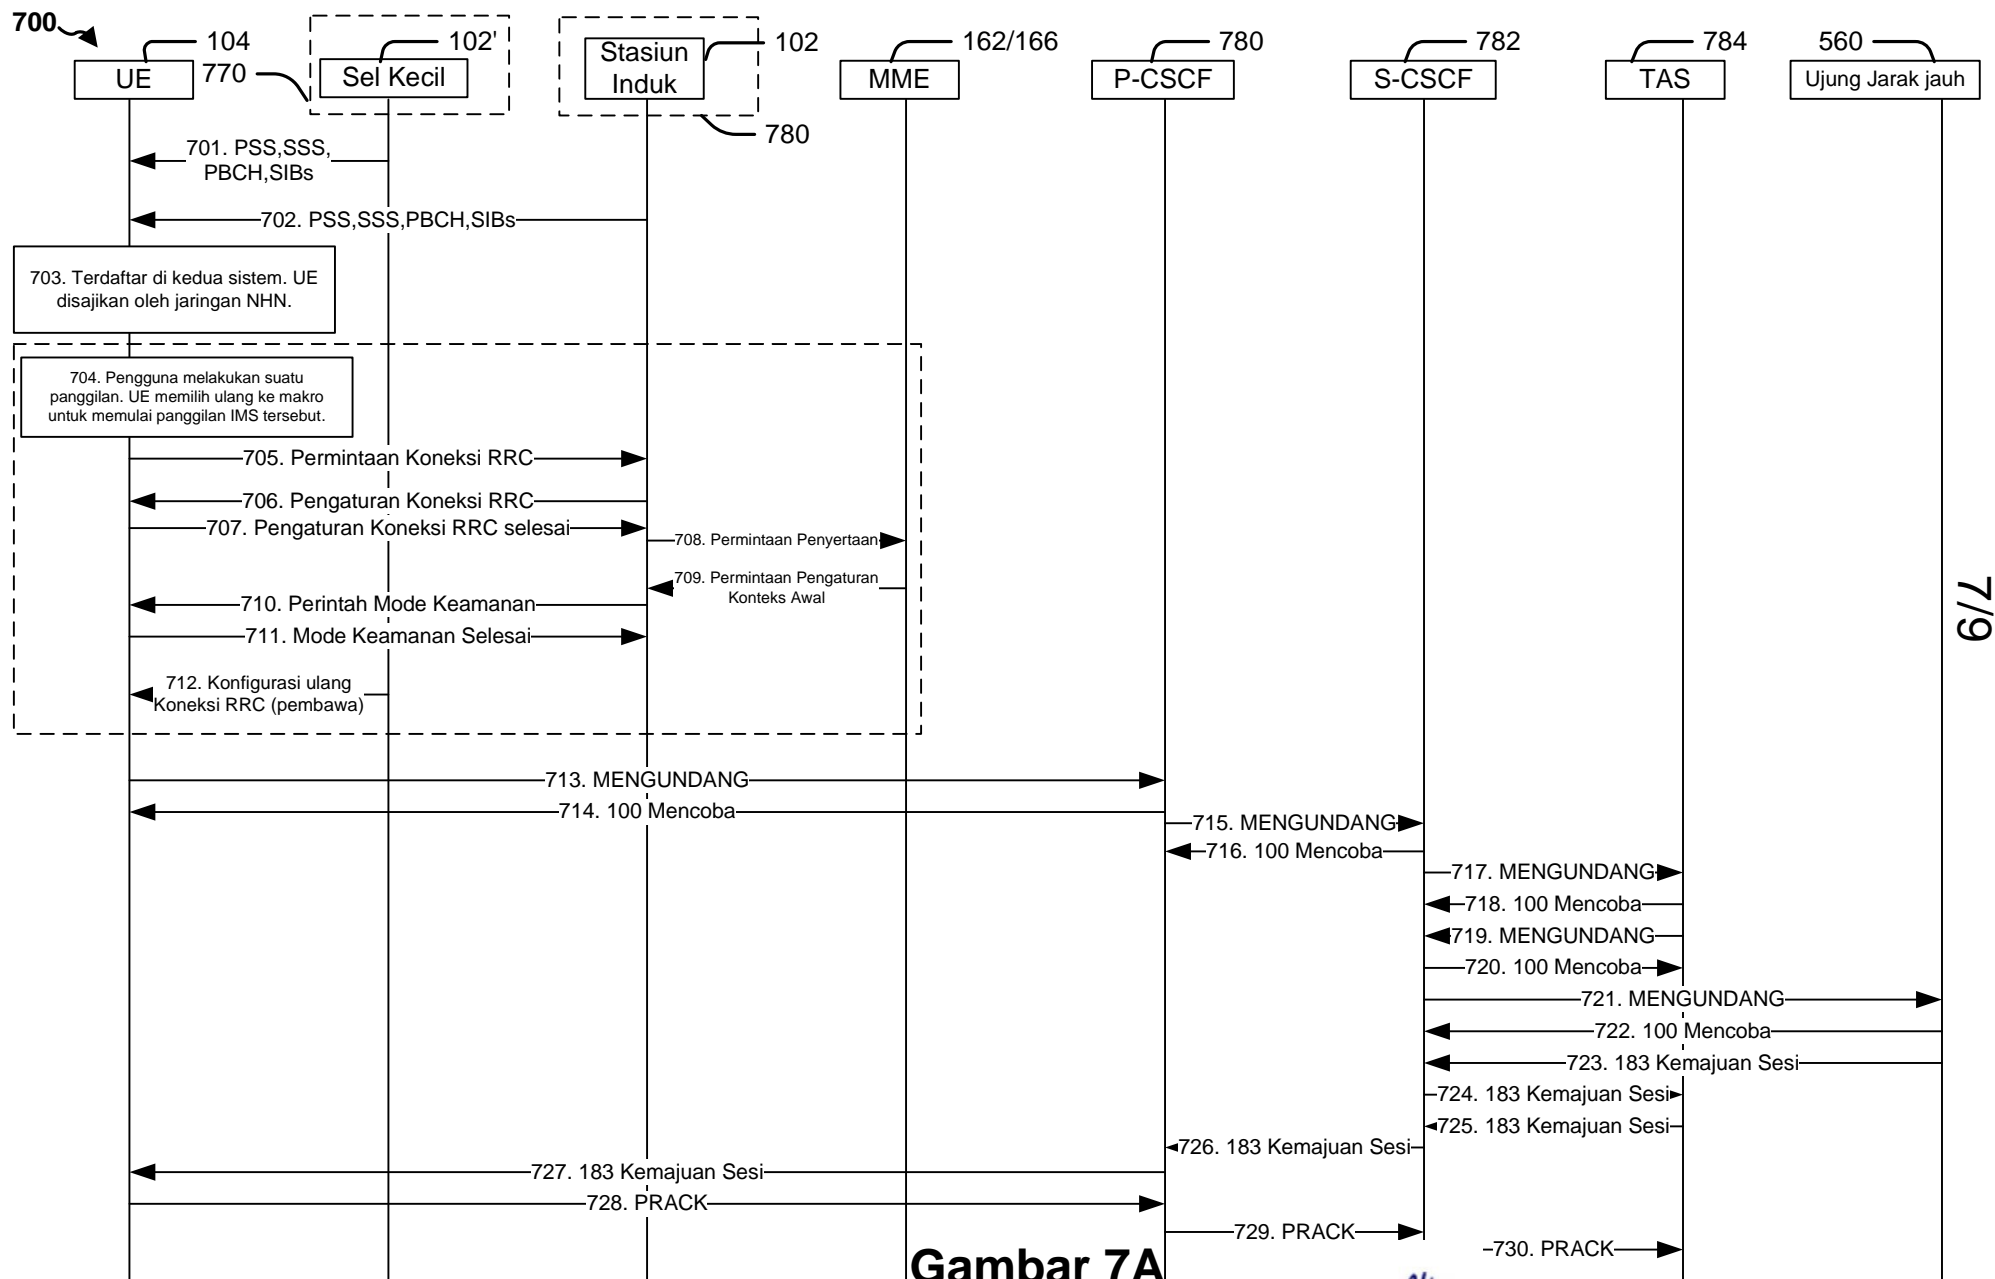 700
104
102'
102
162/166
780
782
784
560
770
UE
Sel Kecil
Stasiun
Induk
MME
P-CSCF
S-CSCF
TAS
Ujung Jarak jauh
780
701. PSS,SSS,
PBCH,SIBs
702. PSS,SSS,PBCH,SIBs
703. Terdaftar di kedua sistem. UE
disajikan oleh jaringan NHN.
704. Pengguna melakukan suatu
panggilan. UE memilih ulang ke makro
untuk memulai panggilan IMS tersebut.
705. Permintaan Koneksi RRC
706. Pengaturan Koneksi RRC
707. Pengaturan Koneksi RRC selesai
708. Permintaan Penyertaan
709. Permintaan Pengaturan
Konteks Awal
710. Perintah Mode Keamanan
711. Mode Keamanan Selesai
7/9
712. Konfigurasi ulang
Koneksi RRC (pembawa)
713. MENGUNDANG
714. 100 Mencoba
715. MENGUNDANG
716. 100 Mencoba
717. MENGUNDANG
718. 100 Mencoba
719. MENGUNDANG
720. 100 Mencoba
721. MENGUNDANG
722. 100 Mencoba
723. 183 Kemajuan Sesi
724. 183 Kemajuan Sesi
725. 183 Kemajuan Sesi
726. 183 Kemajuan Sesi
727. 183 Kemajuan Sesi
728. PRACK
729. PRACK
730. PRACK
Gambar 7A